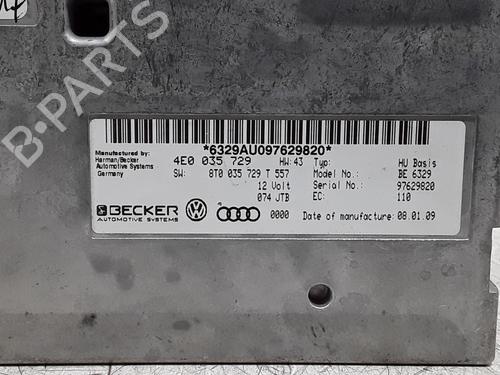 B-PARTS
*6329AU097629820*
Manufactured by:
Harman/Becker
Automotive Systems
Germany
4E0 035 729 HW:43 Typ: HU Basis
SW: 8T0 035 729 T 557 Model No.: BE 6329
12 Volt Serial No.: 97629820
074 JTB EC: 110
BECKER
AUTOMOTIVE SYSTEMS
0000 Date of manufacture: 08.01.09